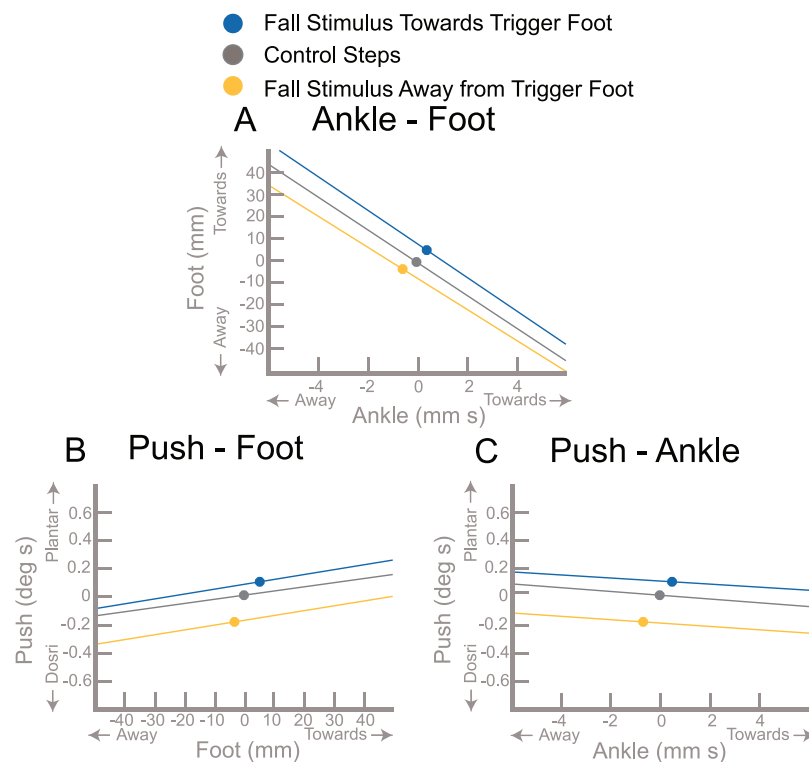 Fall Stimulus Towards Trigger Foot
Control Steps
Fall Stimulus Away from Trigger Foot
A Ankle - Foot
Foot (mm)
← Away Towards →
40
30
20
10
0
-10
-20
-30
-40
-4 -2 0 2 4
← Away Towards →
Ankle (mm s)
B Push - Foot
Push (deg s)
← Dosri Plantar →
0.6
0.4
0.2
0
-0.2
-0.4
-0.6
-40 -30 -20 -10 0 10 20 30 40
← Away Towards →
Foot (mm)
C Push - Ankle
Push (deg s)
← Dosri Plantar →
0.6
0.4
0.2
0
-0.2
-0.4
-0.6
-4 -2 0 2 4
← Away Towards →
Ankle (mm s)